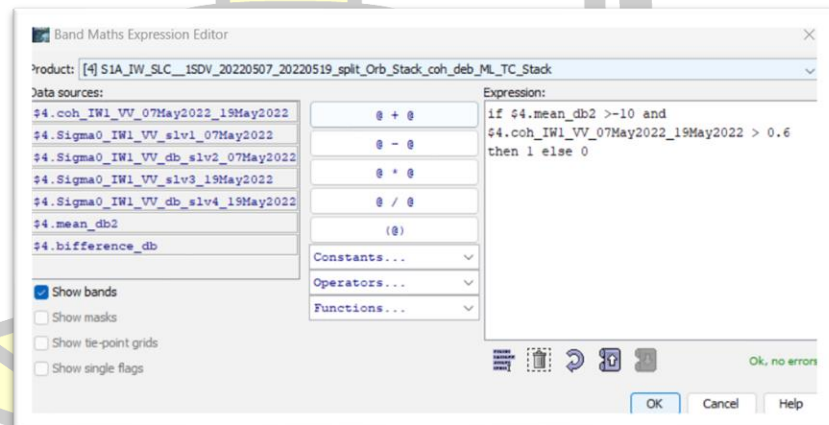 Band Maths Expression Editor
Product: [4] S1A_IW_SLC__1SDV_20220507_20220519_split_Orb_Stack_coh_deb_ML_TC_Stack
Data sources:
$4.coh_IW1_VV_07May2022_19May2022
$4.Sigma0_IW1_VV_slv1_07May2022
$4.Sigma0_IW1_VV_db_slv2_07May2022
$4.Sigma0_IW1_VV_slv3_19May2022
$4.Sigma0_IW1_VV_db_slv4_19May2022
$4.mean_db2
$4.bifference_db
Show bands
Show masks
Show tie-point grids
Show single flags
@ + @
@ - @
@ * @
@ / @
(@)
Constants...
Operators...
Functions...
Expression:
if $4.mean_db2 >-10 and
$4.coh_IW1_VV_07May2022_19May2022 > 0.6
then 1 else 0
Ok, no errors
OK Cancel Help